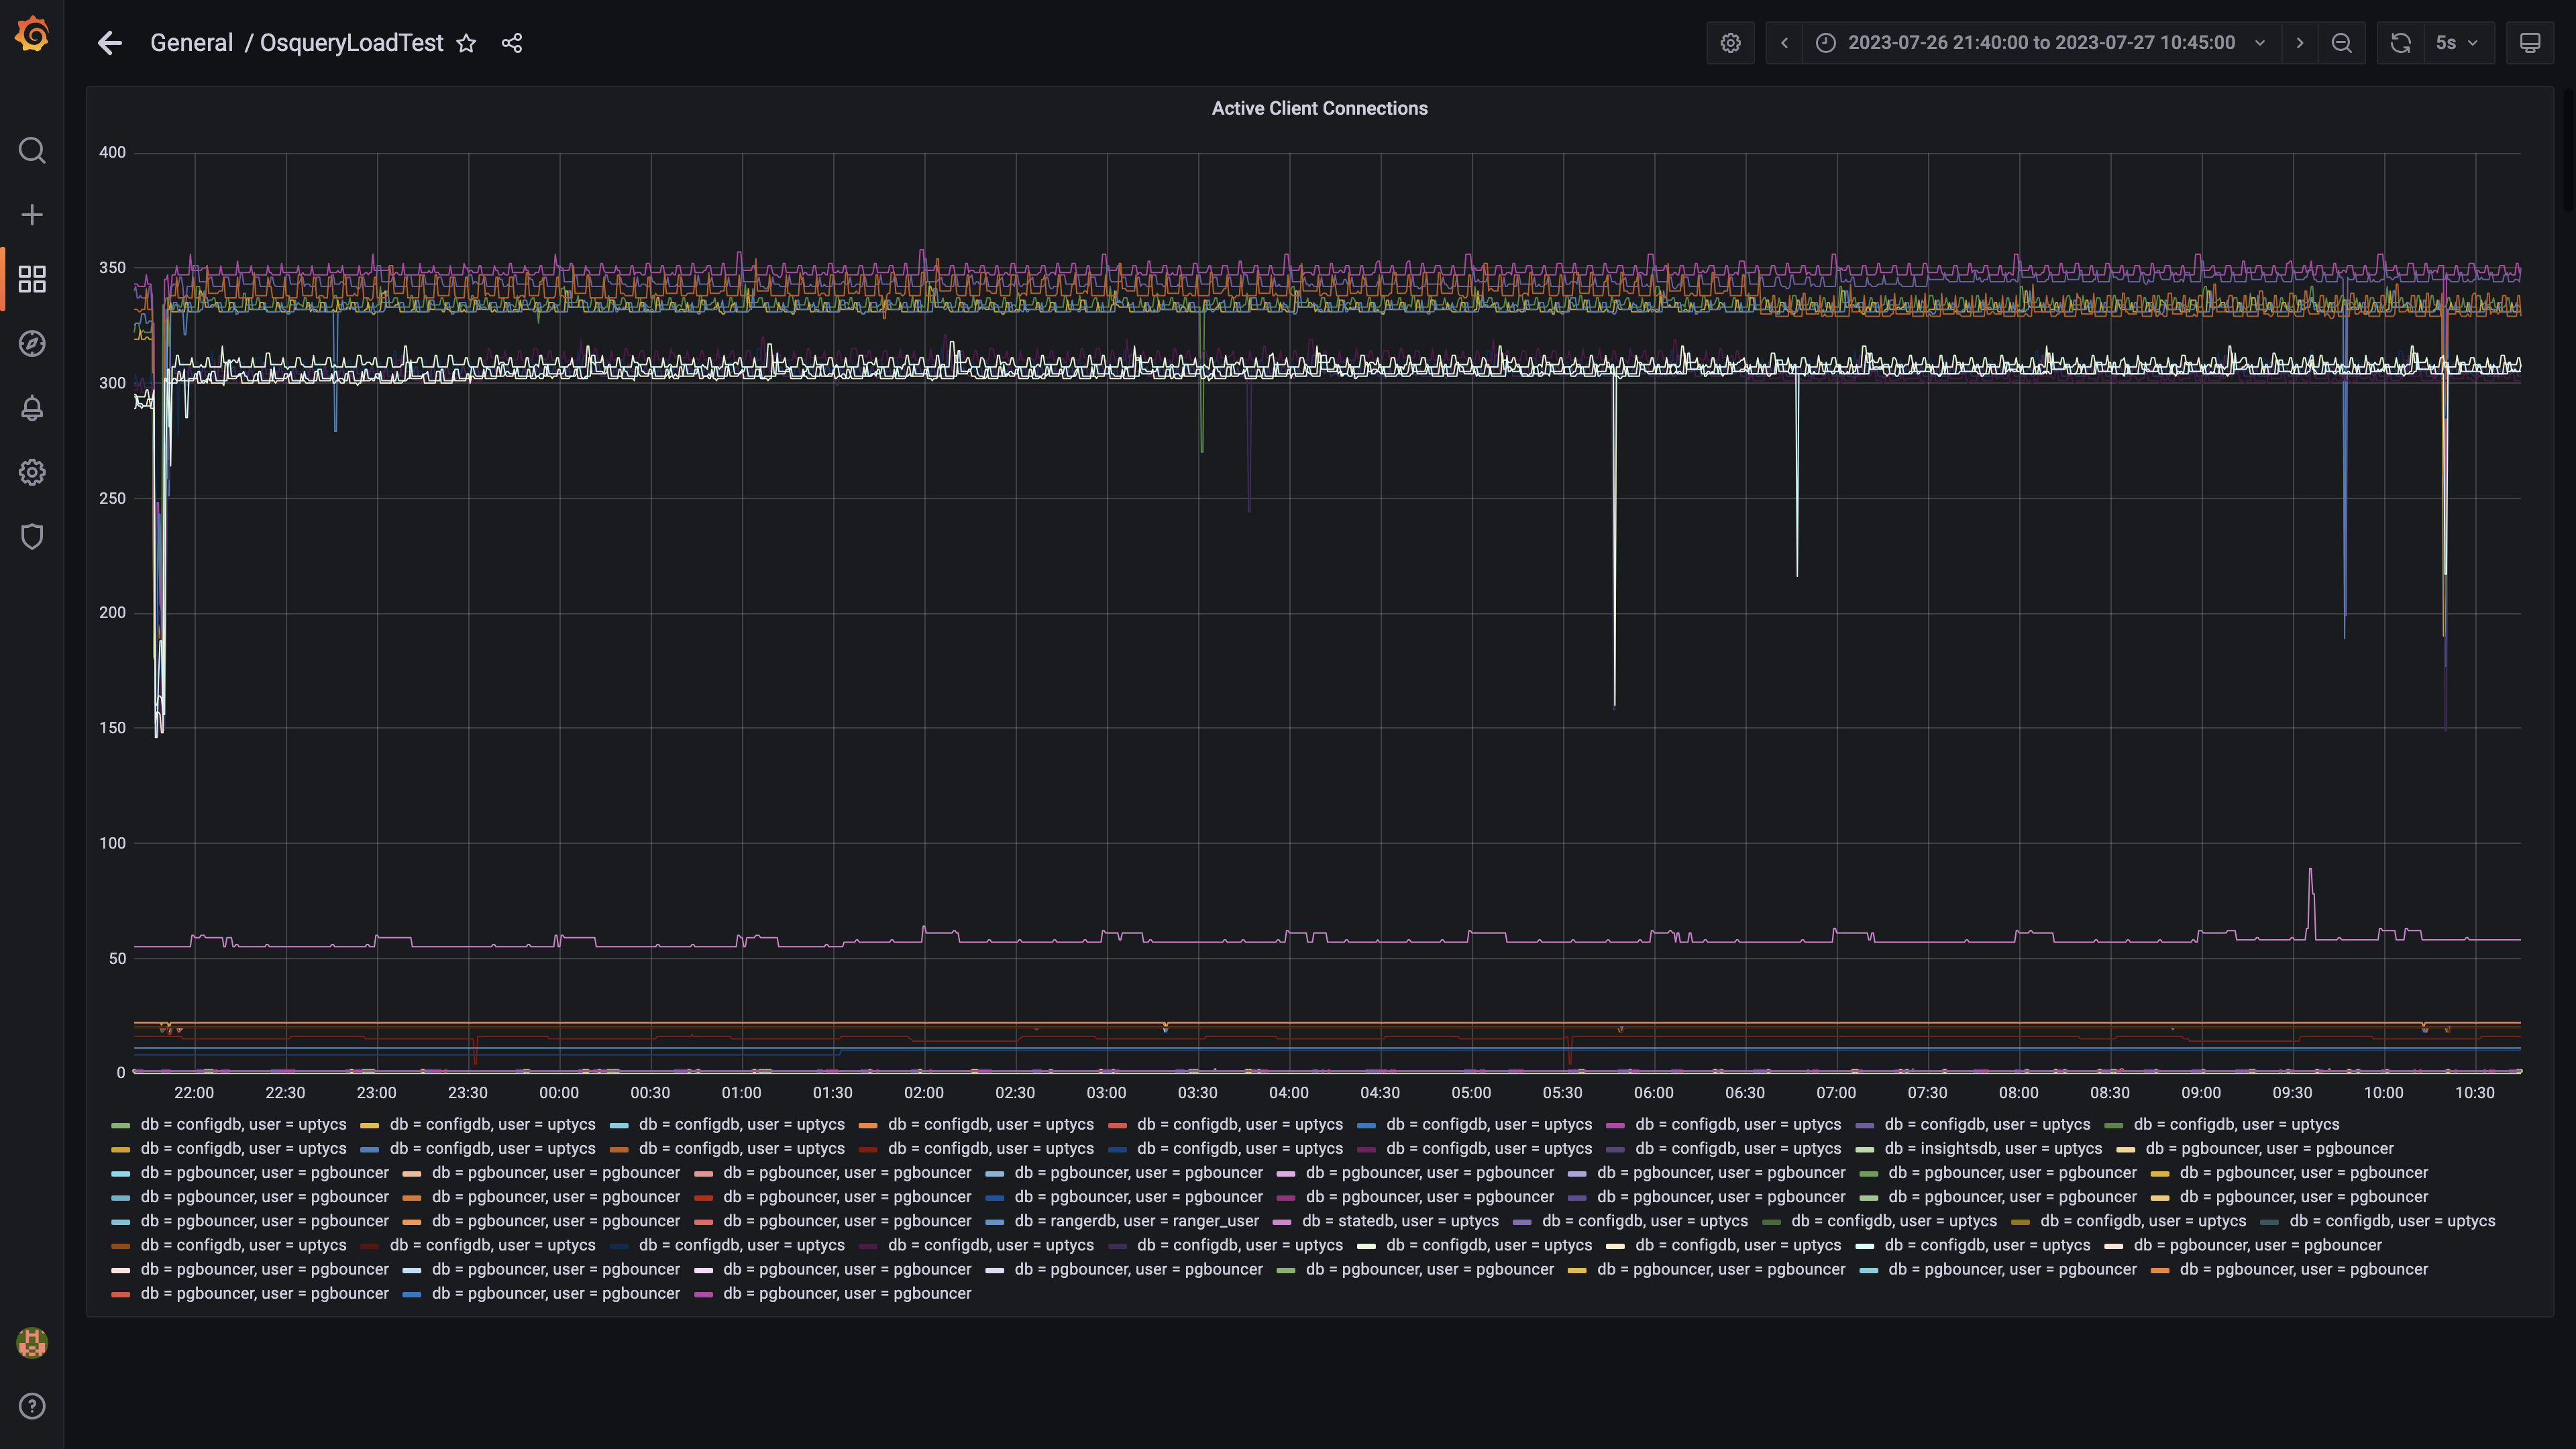 General / OsqueryLoadTest
2023-07-26 21:40:00 to 2023-07-27 10:45:00
5s
Active Client Connections
400
350
300
250
200
150
100
50
0
22:00 22:30 23:00 23:30 00:00 00:30 01:00 01:30 02:00 02:30 03:00 03:30 04:00 04:30 05:00 05:30 06:00 06:30 07:00 07:30 08:00 08:30 09:00 09:30 10:00 10:30
db = configdb, user = uptycs db = configdb, user = uptycs db = configdb, user = uptycs db = configdb, user = uptycs db = configdb, user = uptycs db = configdb, user = uptycs db = configdb, user = uptycs db = configdb, user = uptycs db = configdb, user = uptycs
db = configdb, user = uptycs db = configdb, user = uptycs db = configdb, user = uptycs db = configdb, user = uptycs db = configdb, user = uptycs db = configdb, user = uptycs db = configdb, user = uptycs db = insightsdb, user = uptycs db = pgbouncer, user = pgbouncer
db = pgbouncer, user = pgbouncer db = pgbouncer, user = pgbouncer db = pgbouncer, user = pgbouncer db = pgbouncer, user = pgbouncer db = pgbouncer, user = pgbouncer db = pgbouncer, user = pgbouncer db = pgbouncer, user = pgbouncer db = pgbouncer, user = pgbouncer
db = pgbouncer, user = pgbouncer db = pgbouncer, user = pgbouncer db = pgbouncer, user = pgbouncer db = pgbouncer, user = pgbouncer db = pgbouncer, user = pgbouncer db = pgbouncer, user = pgbouncer db = pgbouncer, user = pgbouncer db = pgbouncer, user = pgbouncer
db = pgbouncer, user = pgbouncer db = pgbouncer, user = pgbouncer db = pgbouncer, user = pgbouncer db = rangerdb, user = ranger_user db = statedb, user = uptycs db = configdb, user = uptycs db = configdb, user = uptycs db = configdb, user = uptycs db = configdb, user = uptycs
db = configdb, user = uptycs db = configdb, user = uptycs db = configdb, user = uptycs db = configdb, user = uptycs db = configdb, user = uptycs db = configdb, user = uptycs db = configdb, user = uptycs db = configdb, user = uptycs db = pgbouncer, user = pgbouncer
db = pgbouncer, user = pgbouncer db = pgbouncer, user = pgbouncer db = pgbouncer, user = pgbouncer db = pgbouncer, user = pgbouncer db = pgbouncer, user = pgbouncer db = pgbouncer, user = pgbouncer db = pgbouncer, user = pgbouncer db = pgbouncer, user = pgbouncer
db = pgbouncer, user = pgbouncer db = pgbouncer, user = pgbouncer db = pgbouncer, user = pgbouncer